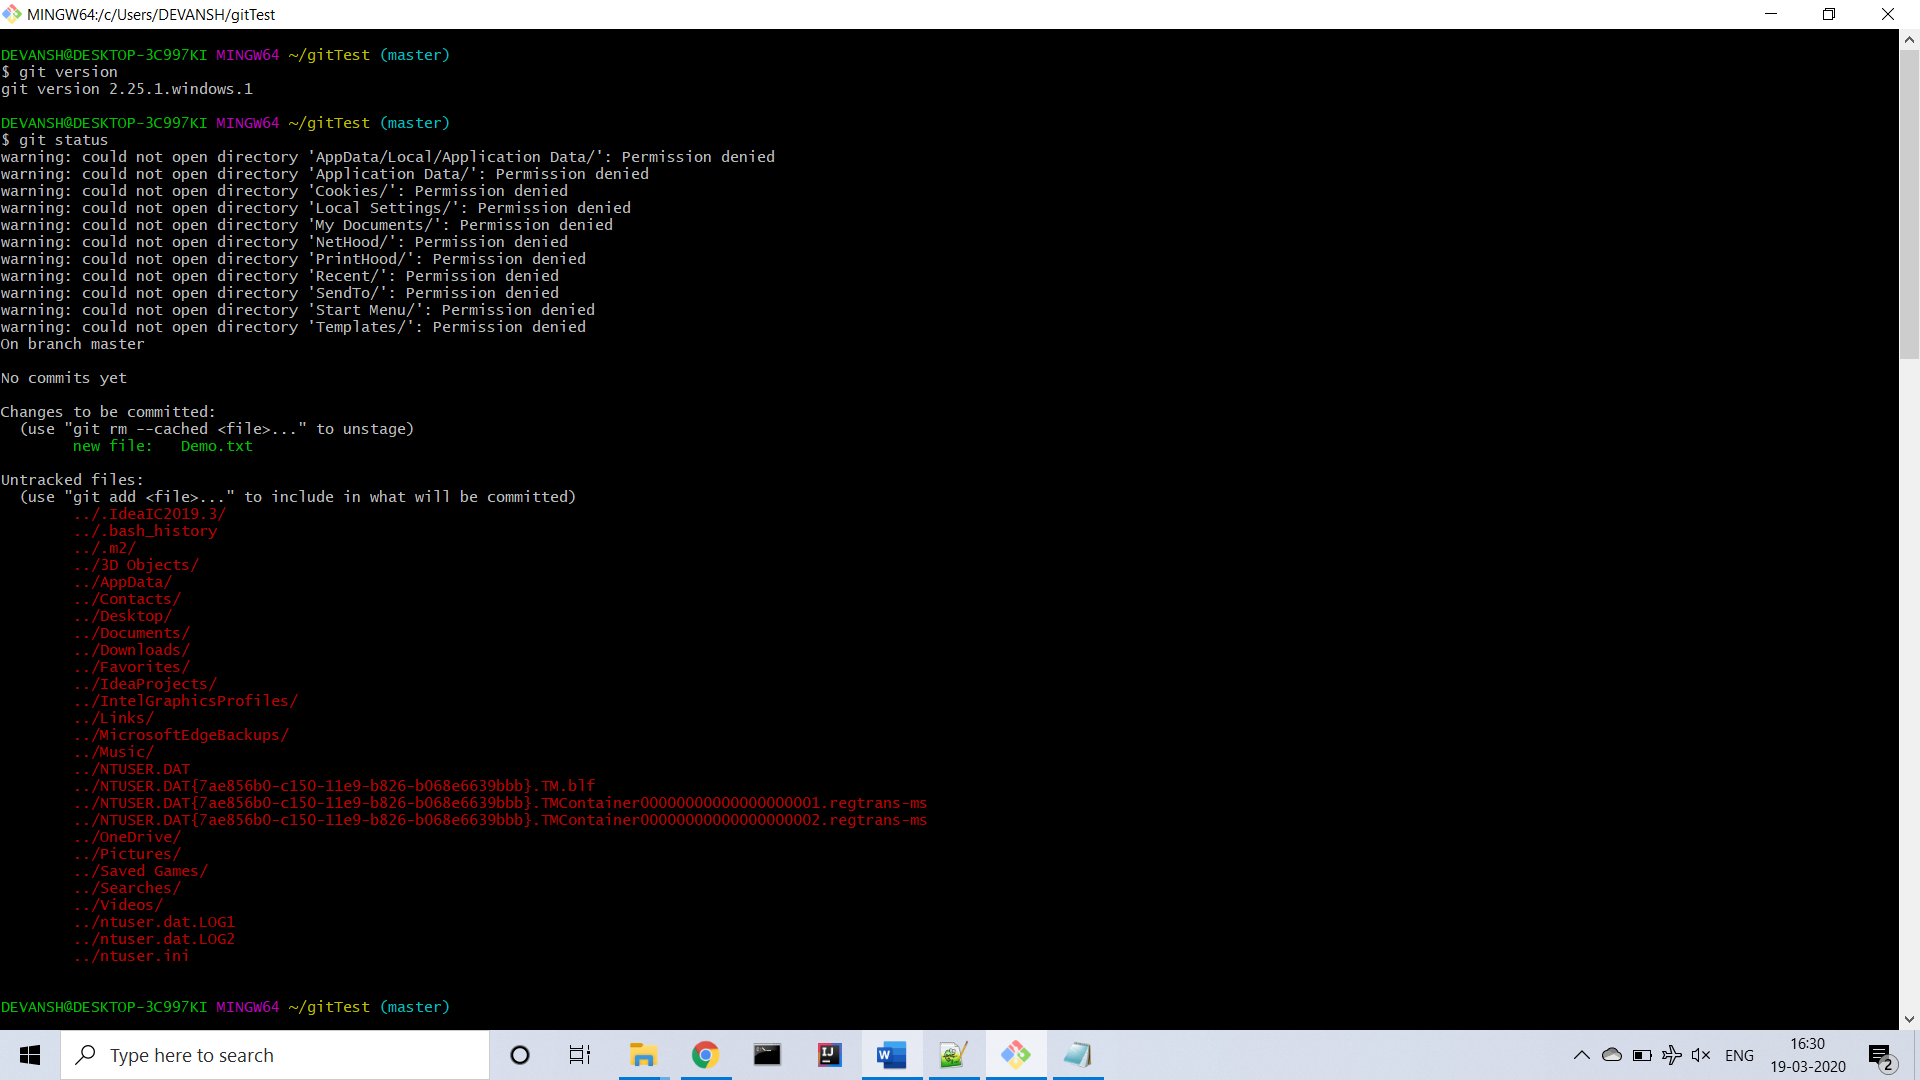 MINGW64:/c/Users/DEVANSH/gitTest
DEVANSH@DESKTOP-3C997KI MINGW64 ~/gitTest (master)
$ git version
git version 2.25.1.windows.1
DEVANSH@DESKTOP-3C997KI MINGW64 ~/gitTest (master)
$ git status
warning: could not open directory 'AppData/Local/Application Data/': Permission denied
warning: could not open directory 'Application Data/': Permission denied
warning: could not open directory 'Cookies/': Permission denied
warning: could not open directory 'Local Settings/': Permission denied
warning: could not open directory 'My Documents/': Permission denied
warning: could not open directory 'NetHood/': Permission denied
warning: could not open directory 'PrintHood/': Permission denied
warning: could not open directory 'Recent/': Permission denied
warning: could not open directory 'SendTo/': Permission denied
warning: could not open directory 'Start Menu/': Permission denied
warning: could not open directory 'Templates/': Permission denied
On branch master
No commits yet
Changes to be committed:
  (use "git rm --cached <file>..." to unstage)
        new file:   Demo.txt
Untracked files:
  (use "git add <file>..." to include in what will be committed)
        ../.IdeaIC2019.3/
        ../.bash_history
        ../.m2/
        ../3D Objects/
        ../AppData/
        ../Contacts/
        ../Desktop/
        ../Documents/
        ../Downloads/
        ../Favorites/
        ../IdeaProjects/
        ../IntelGraphicsProfiles/
        ../Links/
        ../MicrosoftEdgeBackups/
        ../Music/
        ../NTUSER.DAT
        ../NTUSER.DAT{7ae856b0-c150-11e9-b826-b068e6639bbb}.TM.blf
        ../NTUSER.DAT{7ae856b0-c150-11e9-b826-b068e6639bbb}.TMContainer00000000000000000001.regtrans-ms
        ../NTUSER.DAT{7ae856b0-c150-11e9-b826-b068e6639bbb}.TMContainer00000000000000000002.regtrans-ms
        ../OneDrive/
        ../Pictures/
        ../Saved Games/
        ../Searches/
        ../Videos/
        ../ntuser.dat.LOG1
        ../ntuser.dat.LOG2
        ../ntuser.ini
DEVANSH@DESKTOP-3C997KI MINGW64 ~/gitTest (master)
Type here to search
IJ
W
ENG
16:30
19-03-2020
2